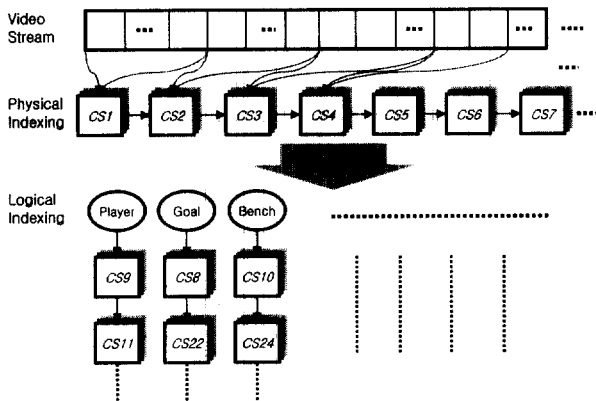 Video
Stream
Physical
Indexing
CS1 CS2 CS3 CS4 CS5 CS6 CS7
Logical
Indexing
Player Goal Bench
CS9 CS8 CS10
CS11 CS22 CS24